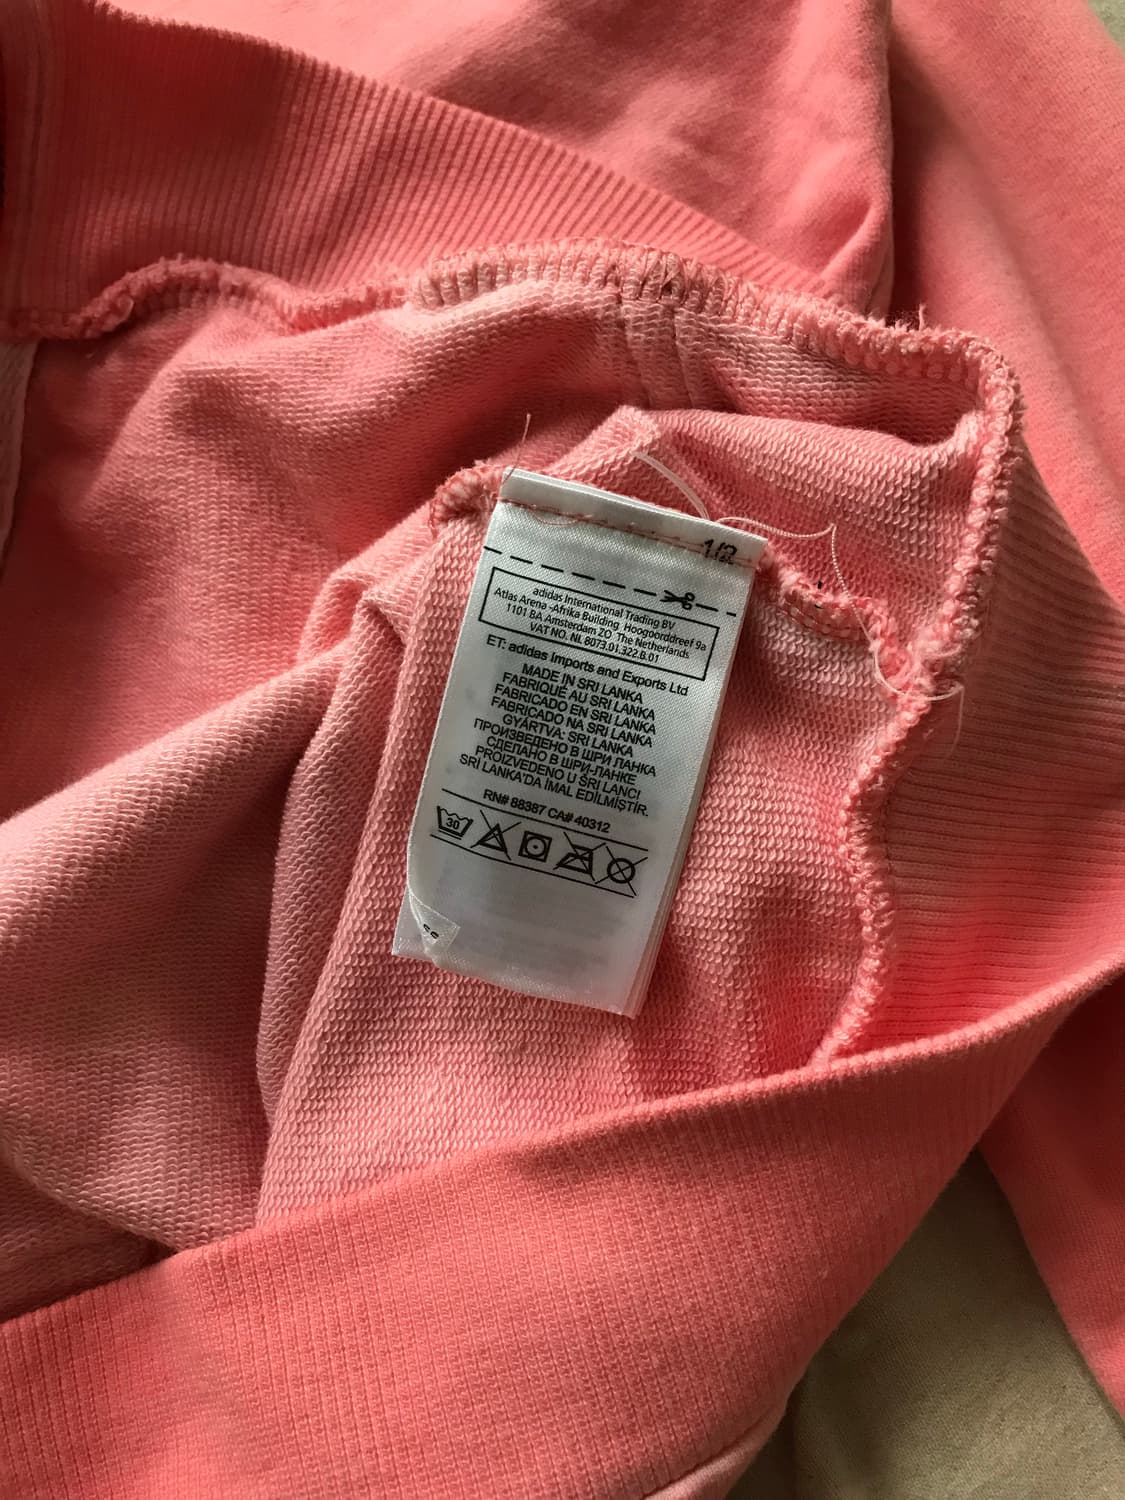 1/2
adidas International Trading BV
Atlas Arena -Afrika Building Hoogoorddreef 9a
1101 BA Amsterdam ZO The Netherlands
VAT NO. NL 8073.01.322.B.01
ET: adidas Imports and Exports Ltd
MADE IN SRI LANKA
FABRIQUÉ AU SRI LANKA
FABRICADO EN SRI LANKA
FABRICADO NA SRI LANKA
GYÁRTVA: SRI LANKA
ПРОИЗВЕДЕНО В ШРИ ЛАНКА
СДЕЛАНО В ШРИ-ЛАНКЕ
PROIZVEDENO U ŠRI LANCI
SRİ LANKA'DA İMAL EDİLMİŞTİR.
RN# 88387 CA# 40312
30